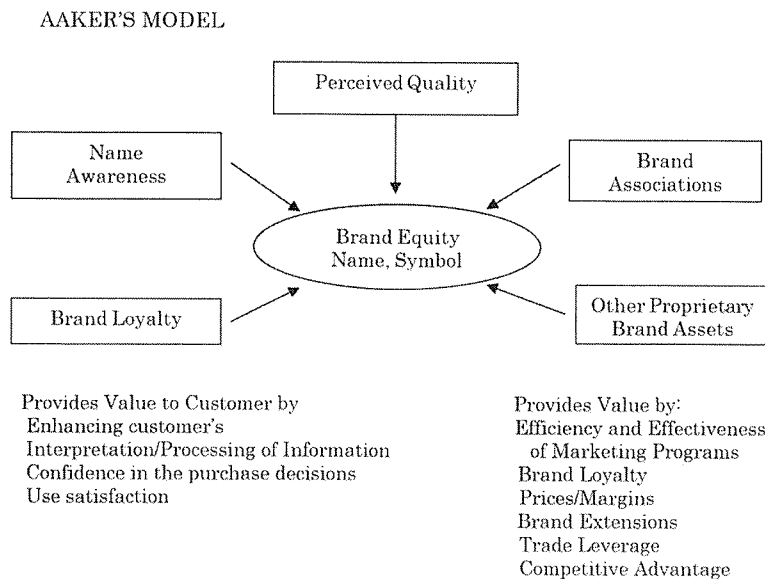 AAKER'S MODEL
Perceived Quality
Name
Awareness
Brand
Associations
Brand Equity
Name, Symbol
Brand Loyalty
Other Proprietary
Brand Assets
Provides Value to Customer by
Enhancing customer's
Interpretation/Processing of Information
Confidence in the purchase decisions
Use satisfaction
Provides Value by:
Efficiency and Effectiveness
of Marketing Programs
Brand Loyalty
Prices/Margins
Brand Extensions
Trade Leverage
Competitive Advantage